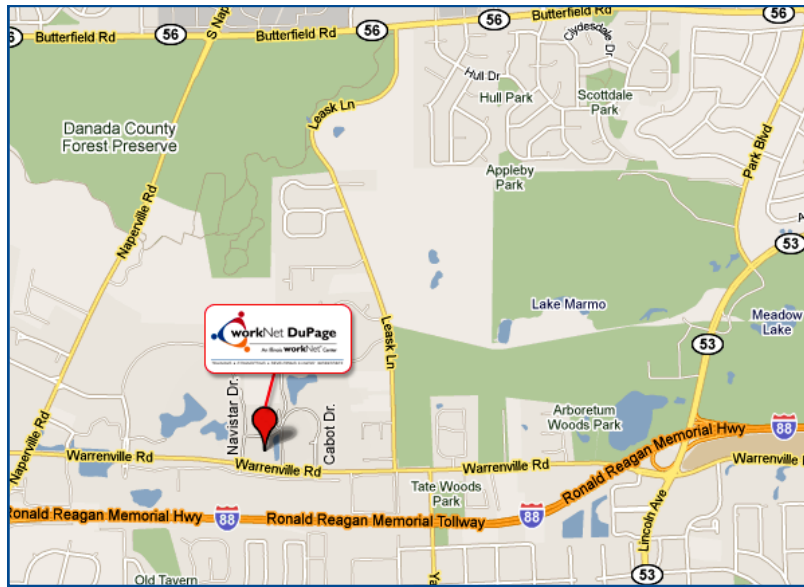 56
Butterfield Rd
S Nap
56
Butterfield Rd
56
Butterfield Rd
56
Clydesdale Dr
Hull Dr
Hull Park
Scottdale
Park
Leask Ln
Danada County
Forest Preserve
Park Blvd
Appleby
Park
Naperville Rd
53
Lake Marmo
Meadow
Lake
workNet DuPage
An Illinois workNet Center
Leask Ln
53
Navistar Dr.
Cabot Dr.
Naperville Rd
Arboretum
Woods Park
88
Ronald Reagan Memorial Hwy
Warrenville Rd
Warrenville Rd
Warrenville Rd
Warrenville
Tate Woods
Park
Ronald Reagan Memorial Hwy
88
Ronald Reagan Memorial Tollway
88
Lincoln Ave
53
Old Tavern
Ya